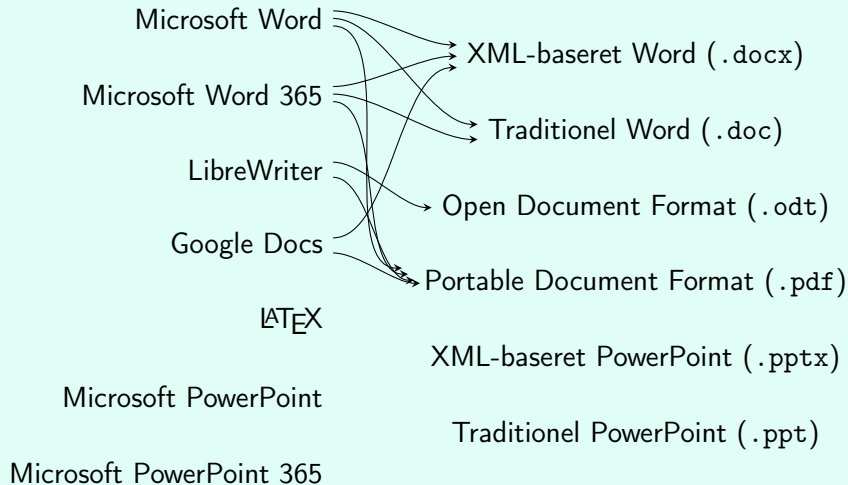 Microsoft Word
Microsoft Word 365
LibreWriter
Google Docs
LATEX
Microsoft PowerPoint
Microsoft PowerPoint 365
XML-baseret Word (.docx)
Traditionel Word (.doc)
Open Document Format (.odt)
Portable Document Format (.pdf)
XML-baseret PowerPoint (.pptx)
Traditionel PowerPoint (.ppt)